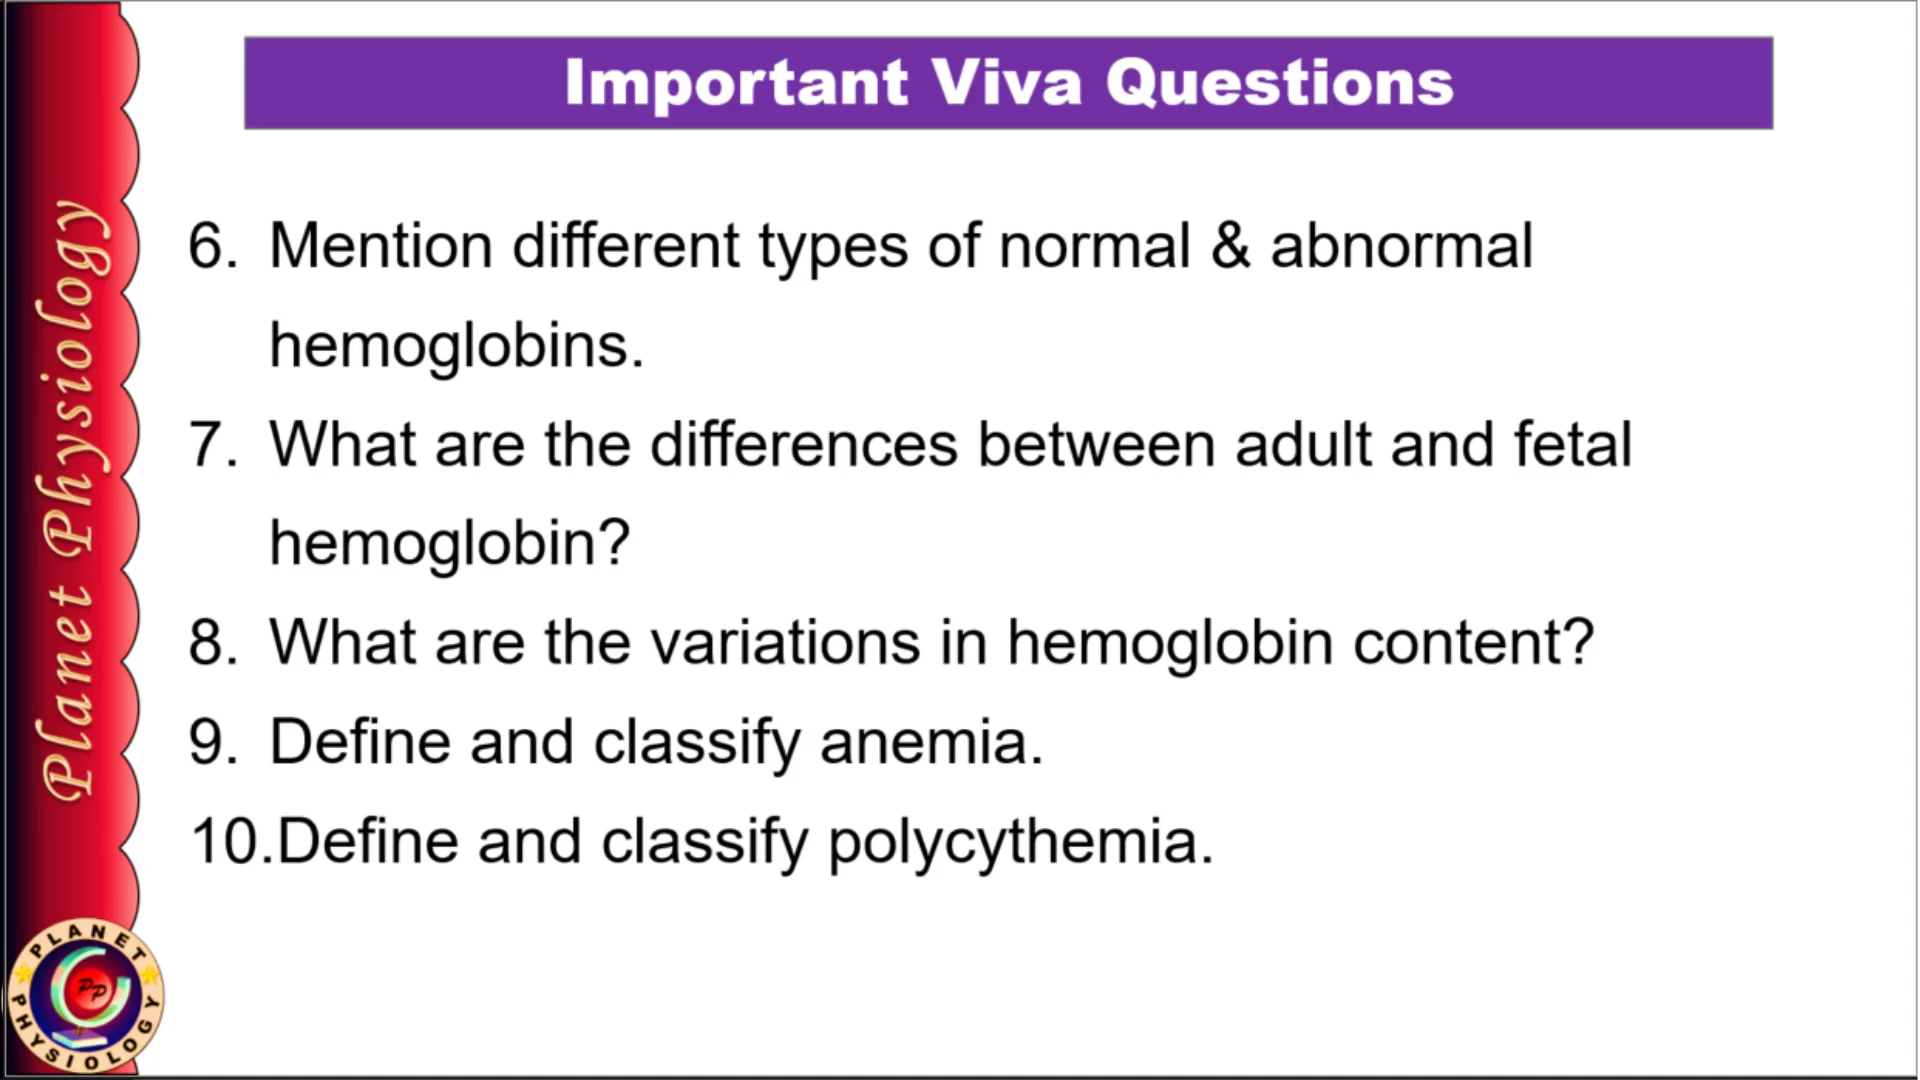 Important Viva Questions
6. Mention different types of normal & abnormal
hemoglobins.
7. What are the differences between adult and fetal
hemoglobin?
8. What are the variations in hemoglobin content?
9. Define and classify anemia.
10.Define and classify polycythemia.
Planet Physiology
PLANET
PP
PHYSIOLOGY